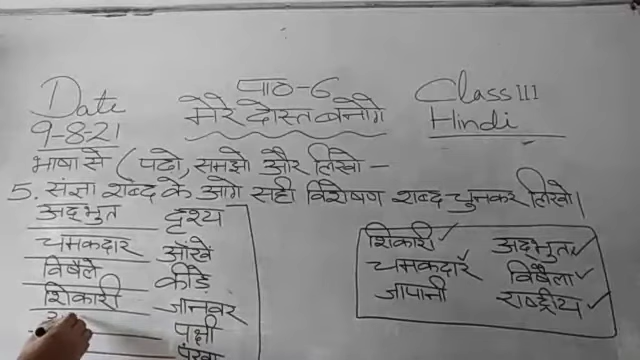 Date
9-8-21
पाठ-6
मेरे दोस्त बनोगे
Class III
Hindi
भाषा से (पढो, समझो और लिखो -
5. संज्ञा शब्द के आगे सही विशेषण शब्द चुनकर लिखो।
अद्भुत दृश्य
चमकदार आँखें
विषैले कीडे
शिकारी जानवर
पक्षी
पंखा
शिकारी ✓ अद्भुत ✓
चमकदार ✓ विषैला ✓
जापानी राष्ट्रीय ✓